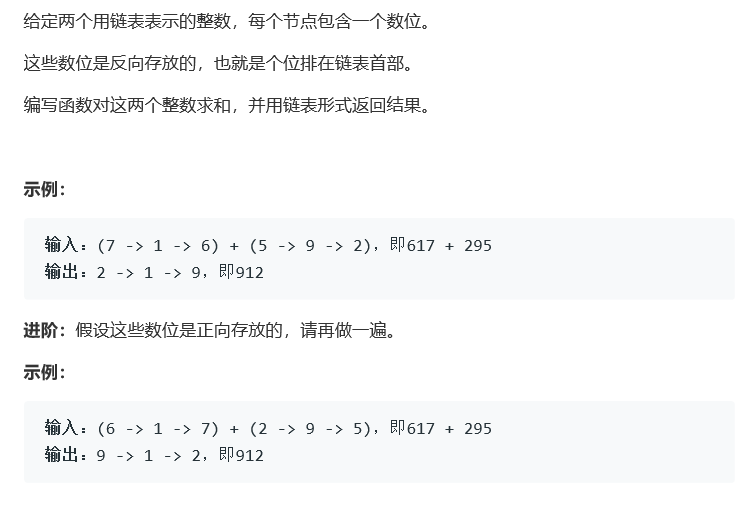 给定两个用链表表示的整数，每个节点包含一个数位。
这些数位是反向存放的，也就是个位排在链表首部。
编写函数对这两个整数求和，并用链表形式返回结果。
示例：
输入：(7 -> 1 -> 6) + (5 -> 9 -> 2)，即617 + 295
输出：2 -> 1 -> 9，即912
进阶：假设这些数位是正向存放的，请再做一遍。
示例：
输入：(6 -> 1 -> 7) + (2 -> 9 -> 5)，即617 + 295
输出：9 -> 1 -> 2，即912